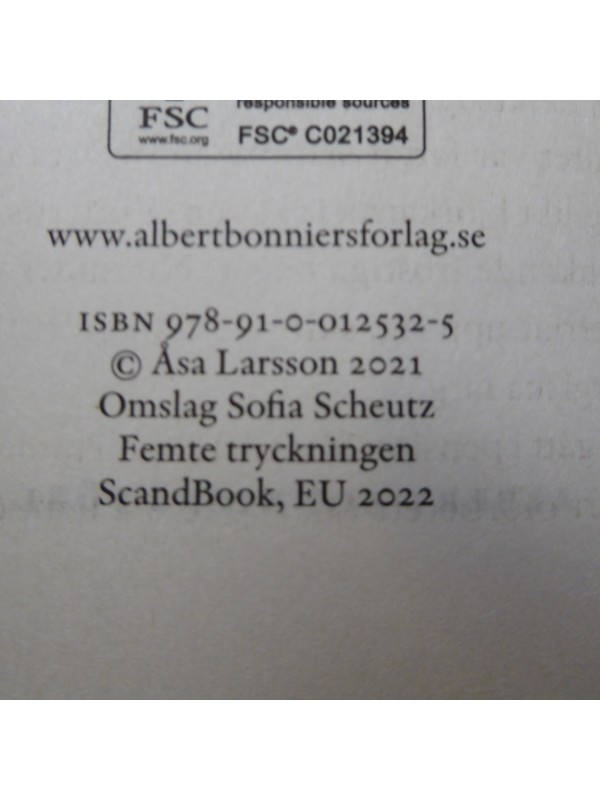 responsible sources
FSC
www.fsc.org
FSC® C021394
www.albertbonniersforlag.se
ISBN 978-91-0-012532-5
© Åsa Larsson 2021
Omslag Sofia Scheutz
Femte tryckningen
ScandBook, EU 2022